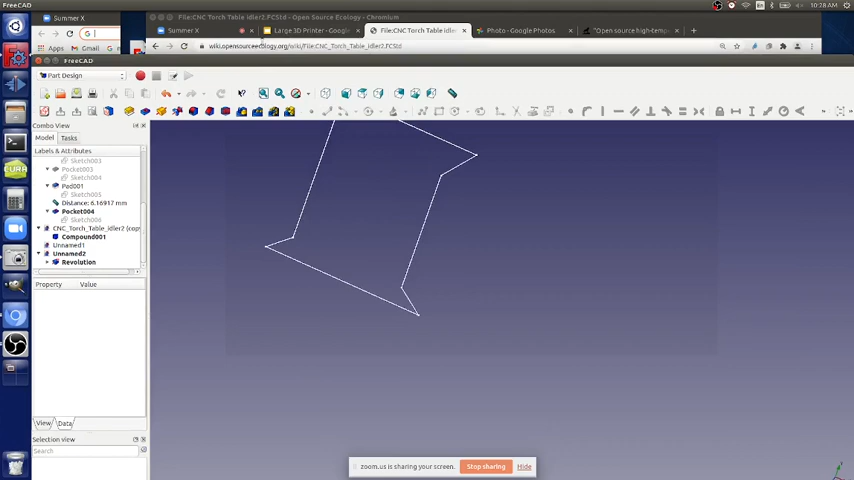 FreeCAD
10:28
File:CNC Torch Table Idler2.FCStd - Open Source Ecology - Chromium
Summer X
Summer X
Large 3D Printer - Google
File:CNC Torch Table Idler
Photo - Google Photos
"Open source high-temp
wiki.opensourceecology.org/wiki/File:CNC_Torch_Table_Idler2.FCStd
Apps
Gmail
FreeCAD
Part Design
Combo View
Model
Tasks
Labels & Attributes
Sketch003
Pocket003
Sketch004
Pad001
Sketch005
Distance: 6.16917 mm
Pocket004
Sketch006
CNC_Torch_Table_idler2 (copy
Compound001
Unnamed1
Unnamed2
Revolution
Property
Value
View
Data
Selection view
Search
zoom.us is sharing your screen.
Stop sharing
Hide
CURA